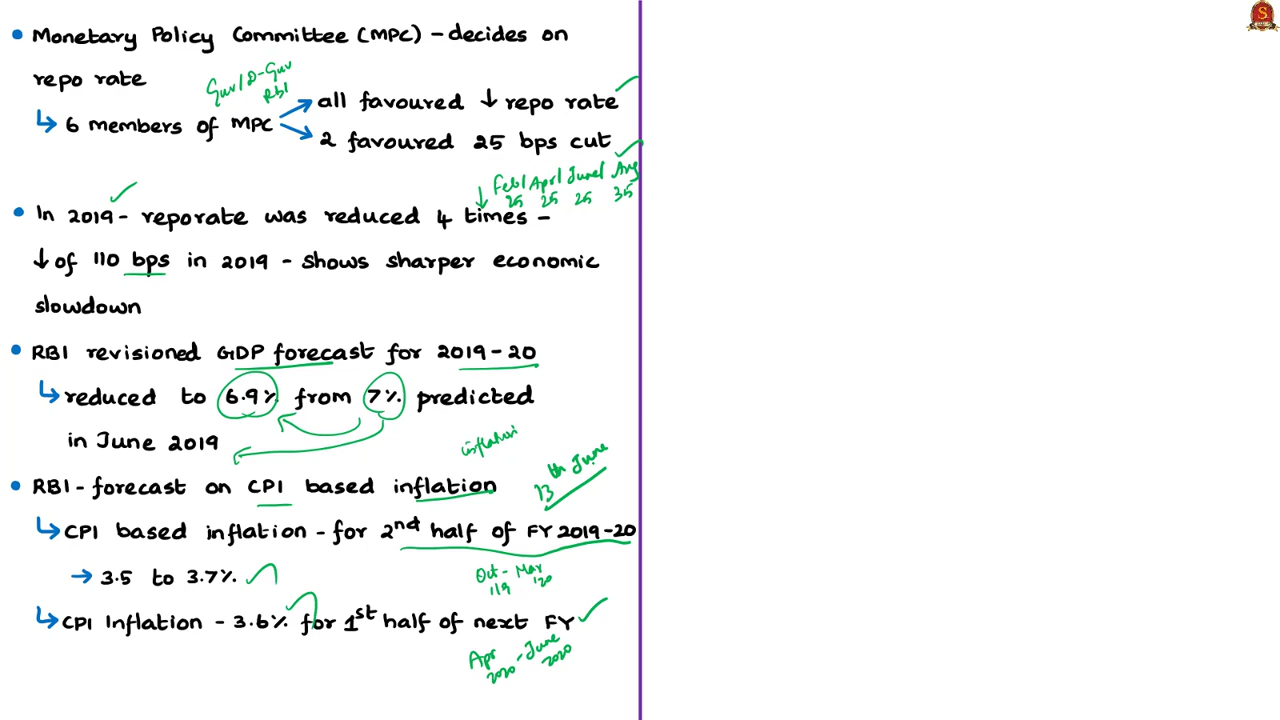 Monetary Policy Committee (MPC) - decides on
repo rate
Guv/D-Guv
RBI
all favoured ↓ repo rate
↳ 6 members of MPC
2 favoured 25 bps cut
Feb/ Apr/ June/ Aug
↓ 25 25 25 35
In 2019 - reporate was reduced 4 times -
↓ of 110 bps in 2019 - shows sharper economic
slowdown
RBI revisioned GDP forecast for 2019-20
↳ reduced to 6.9% from 7% predicted
in June 2019
inflation
13th June
RBI - forecast on CPI based inflation
↳ CPI based inflation - for 2nd half of FY 2019-20
→ 3.5 to 3.7%.
Oct - Mar
'19 '20
↳ CPI Inflation - 3.6% for 1st half of next FY
Apr - June
2020 2020
S